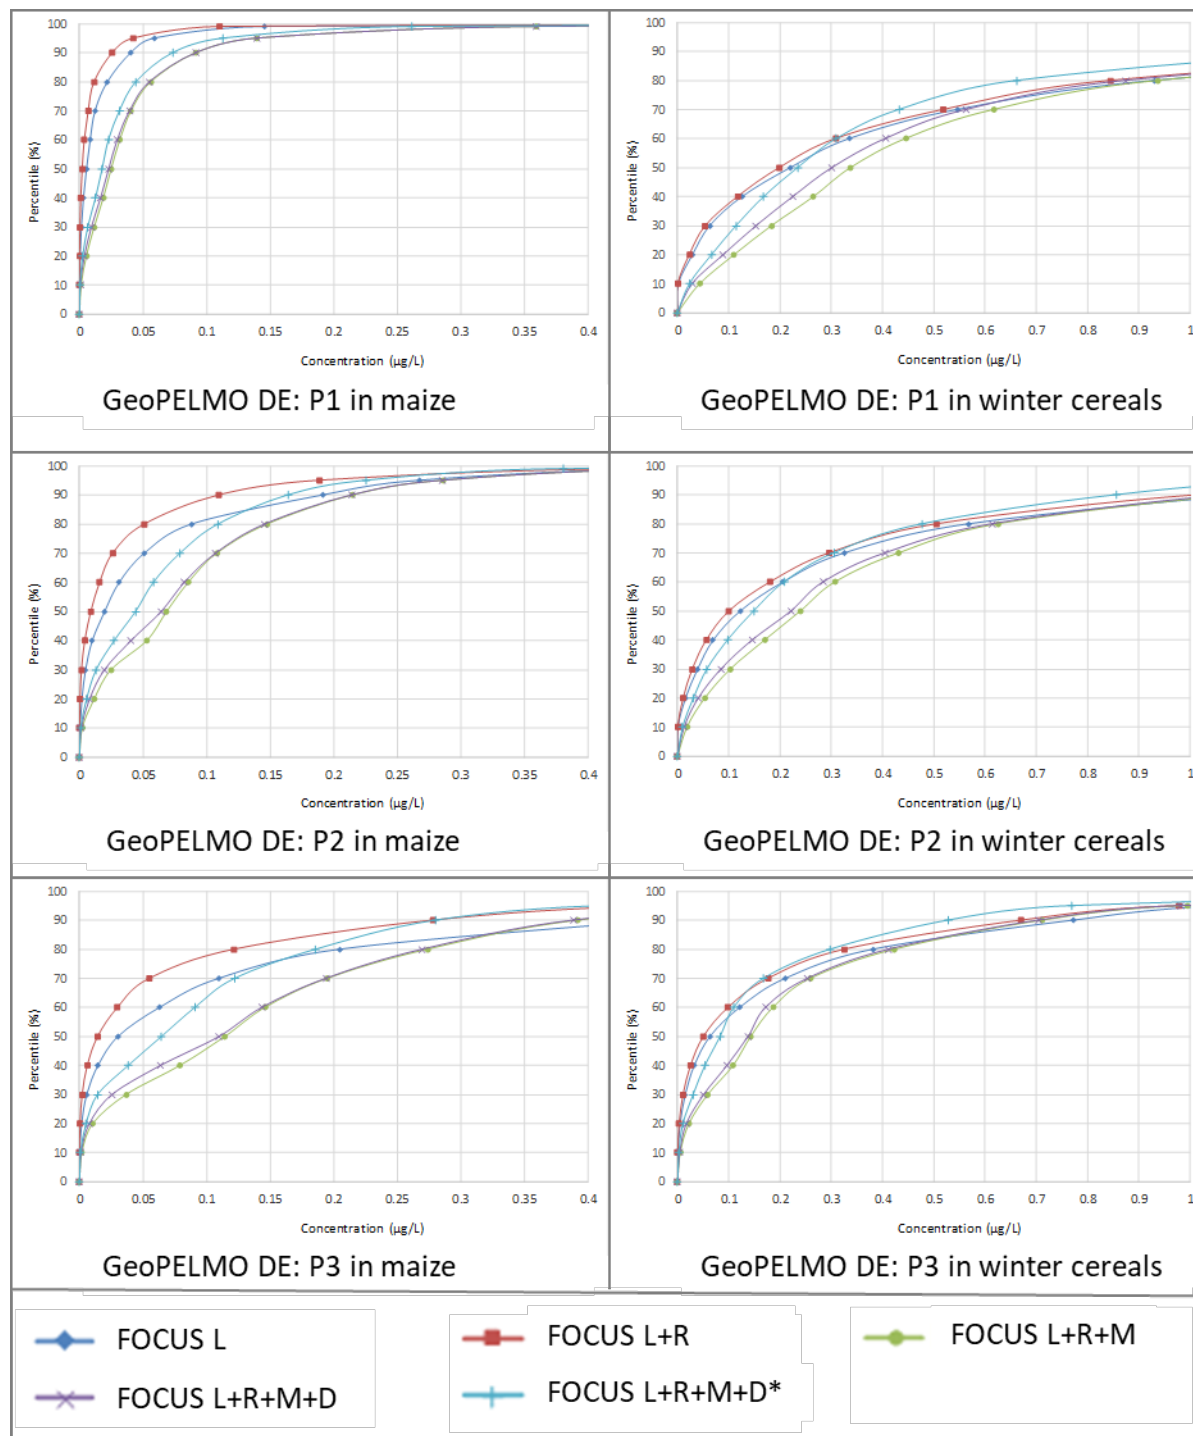 100
90
80
70
60
50
40
30
20
10
0
Percentile (%)
0 0.05 0.1 0.15 0.2 0.25 0.3 0.35 0.4
Concentration (µg/L)
GeoPELMO DE: P1 in maize
100
90
80
70
60
50
40
30
20
10
0
Percentile (%)
0 0.1 0.2 0.3 0.4 0.5 0.6 0.7 0.8 0.9 1
Concentration (µg/L)
GeoPELMO DE: P1 in winter cereals
100
90
80
70
60
50
40
30
20
10
0
Percentile (%)
0 0.05 0.1 0.15 0.2 0.25 0.3 0.35 0.4
Concentration (µg/L)
GeoPELMO DE: P2 in maize
100
90
80
70
60
50
40
30
20
10
0
Percentile (%)
0 0.1 0.2 0.3 0.4 0.5 0.6 0.7 0.8 0.9 1
Concentration (µg/L)
GeoPELMO DE: P2 in winter cereals
100
90
80
70
60
50
40
30
20
10
0
Percentile (%)
0 0.05 0.1 0.15 0.2 0.25 0.3 0.35 0.4
Concentration (µg/L)
GeoPELMO DE: P3 in maize
100
90
80
70
60
50
40
30
20
10
0
Percentile (%)
0 0.1 0.2 0.3 0.4 0.5 0.6 0.7 0.8 0.9 1
Concentration (µg/L)
GeoPELMO DE: P3 in winter cereals
FOCUS L
FOCUS L+R
FOCUS L+R+M
FOCUS L+R+M+D
FOCUS L+R+M+D*